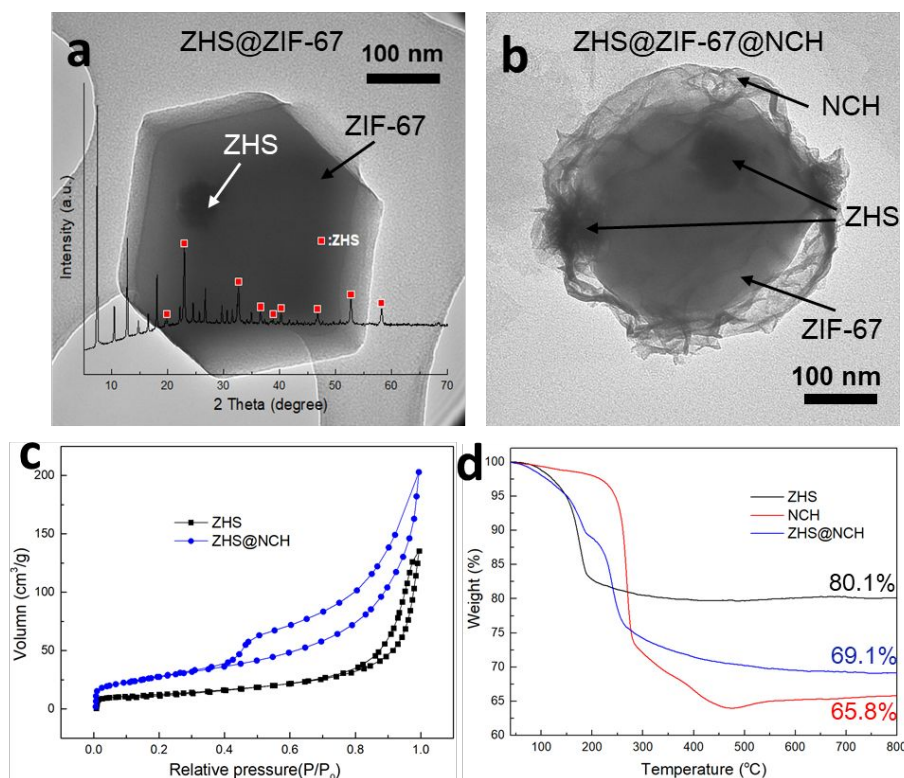 a
ZHS@ZIF-67
100 nm
ZIF-67
ZHS
:ZHS
Intensity (a.u.)
10 20 30 40 50 60 70
2 Theta (degree)
b
ZHS@ZIF-67@NCH
NCH
ZHS
ZIF-67
100 nm
c
200
150
100
50
0
ZHS
ZHS@NCH
Volumn (cm³/g)
0.0 0.2 0.4 0.6 0.8 1.0
Relative pressure(P/P₀)
d
100
95
90
85
80
75
70
65
60
ZHS
NCH
ZHS@NCH
80.1%
69.1%
65.8%
Weight (%)
100 200 300 400 500 600 700 800
Temperature (℃)